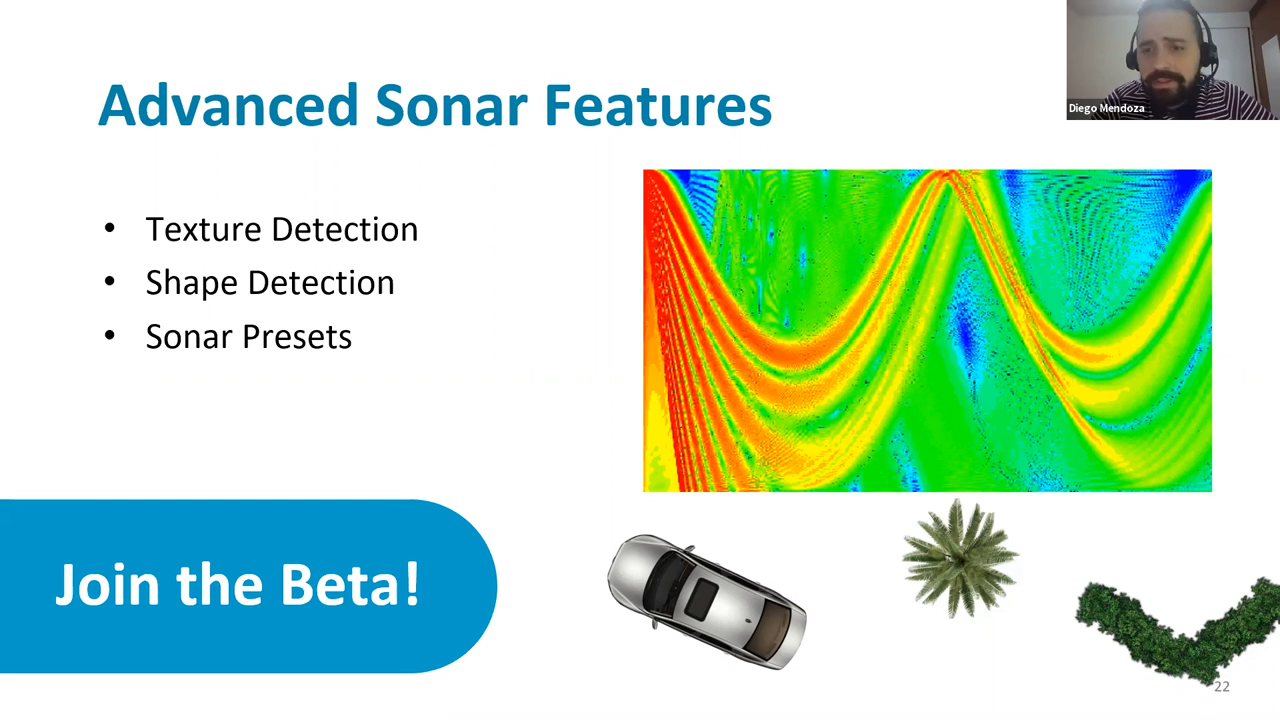 Advanced Sonar Features
Diego Mendoza
• Texture Detection
• Shape Detection
• Sonar Presets
Join the Beta!
22